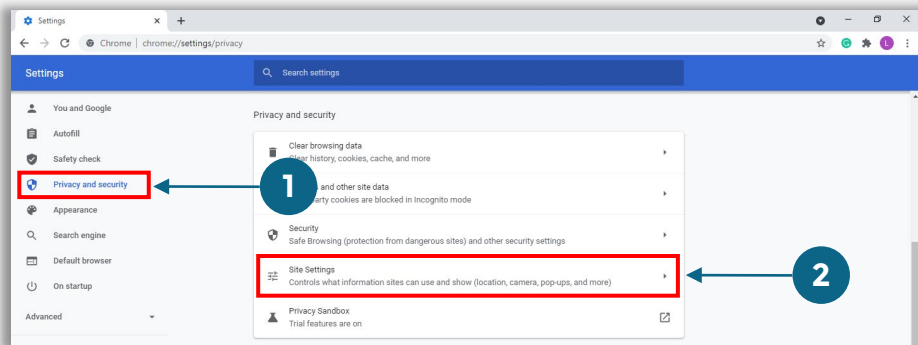 Settings
Chrome | chrome://settings/privacy
L
Settings
Search settings
You and Google
Autofill
Safety check
Privacy and security
Appearance
Search engine
Default browser
On startup
Advanced
Privacy and security
Clear browsing data
Clear history, cookies, cache, and more
1
and other site data
cookies are blocked in Incognito mode
Security
Safe Browsing (protection from dangerous sites) and other security settings
Site Settings
Controls what information sites can use and show (location, camera, pop-ups, and more)
2
Privacy Sandbox
Trial features are on